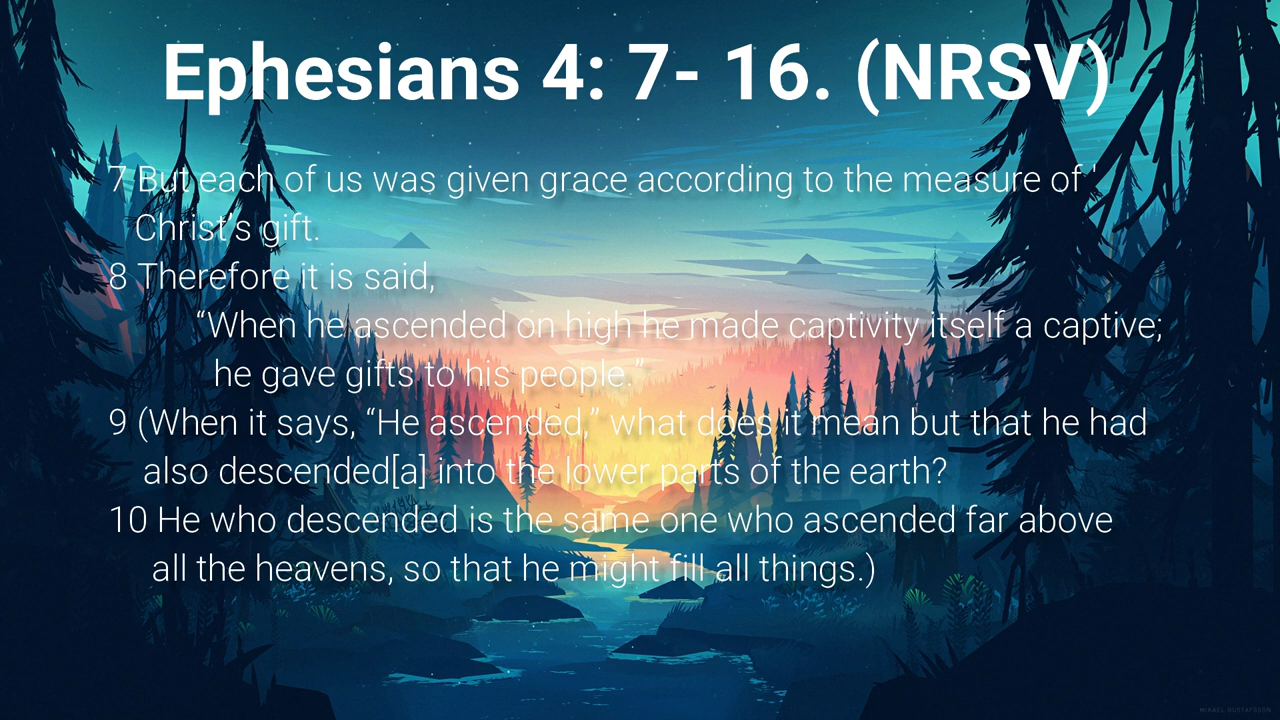 Ephesians 4: 7- 16. (NRSV)
7 But each of us was given grace according to the measure of '
Christ’s gift.
8 Therefore it is said,
“When he ascended on high he made captivity itself a captive;
he gave gifts to his people.”
9 (When it says, “He ascended,” what does it mean but that he had
also descended[a] into the lower parts of the earth?
10 He who descended is the same one who ascended far above
all the heavens, so that he might fill all things.)
MIKAEL GUSTAFSSON